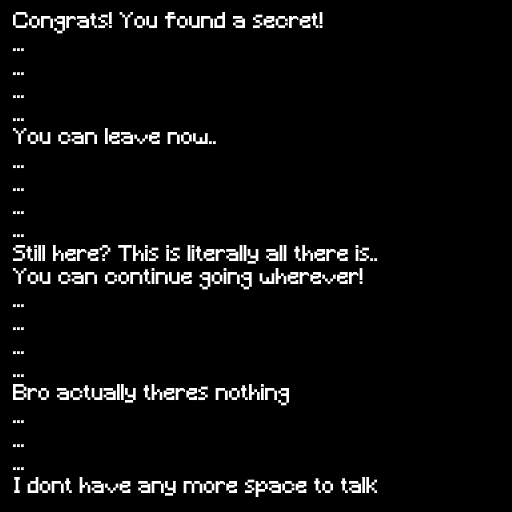 Congrats! You found a secret!
...
...
...
...
You can leave now..
...
...
...
...
Still here? This is literally all there is..
You can continue going wherever!
...
...
...
...
Bro actually theres nothing
...
...
...
I dont have any more space to talk